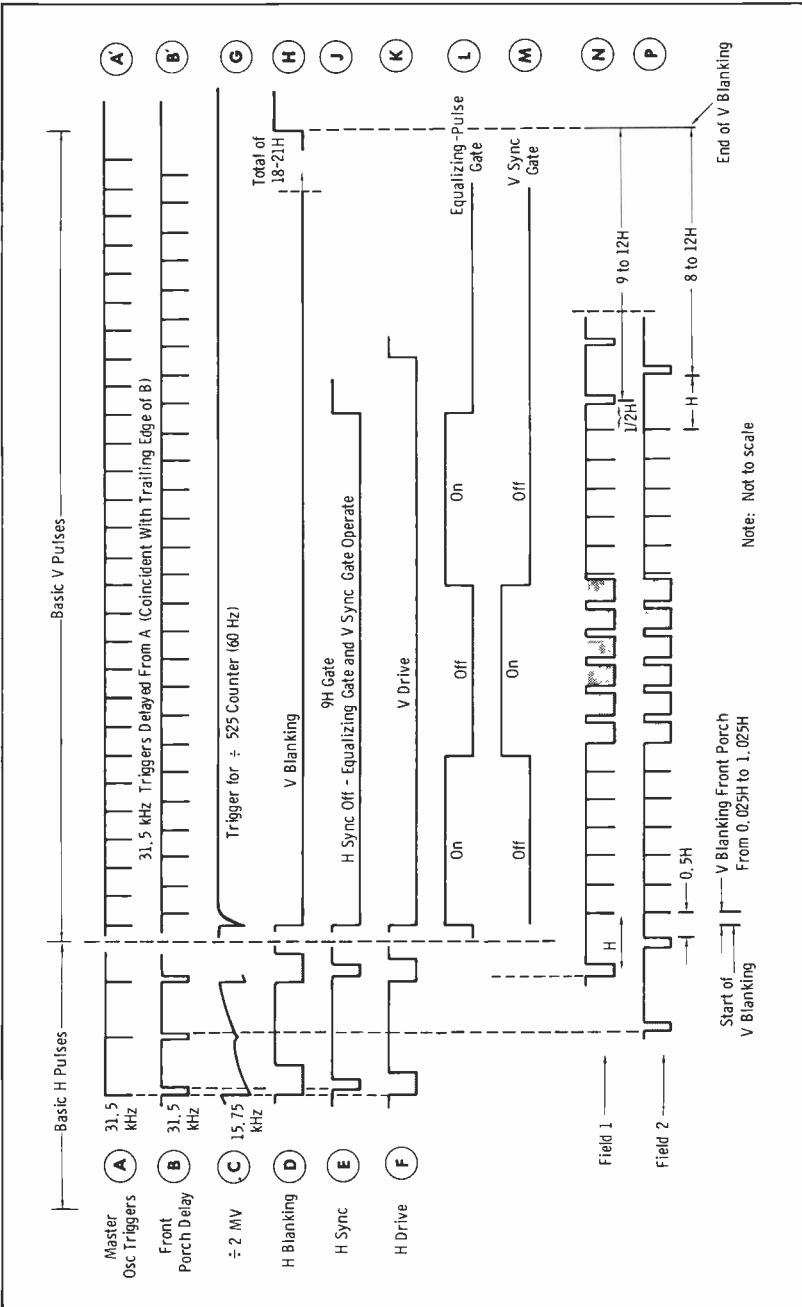 Basic H Pulses
Basic V Pulses
Master
Osc Triggers
A
31.5
kHz
A'
31.5 kHz Triggers Delayed From A (Coincident With Trailing Edge of B)
Front
Porch Delay
B
31.5
kHz
B'
÷ 2 MV
C
15.75
kHz
Trigger for ÷ 525 Counter (60 Hz)
G
H Blanking
D
V Blanking
Total of
18-21H
H
H Sync
E
9H Gate
H Sync Off - Equalizing Gate and V Sync Gate Operate
J
H Drive
F
V Drive
K
On
Off
On
Equalizing-Pulse
Gate
L
Off
On
Off
V Sync
Gate
M
Field 1
H
1/2H
9 to 12H
N
Field 2
0.5H
H
8 to 12H
P
Start of
V Blanking
V Blanking Front Porch
From 0.025H to 1.025H
Note: Not to scale
End of V Blanking